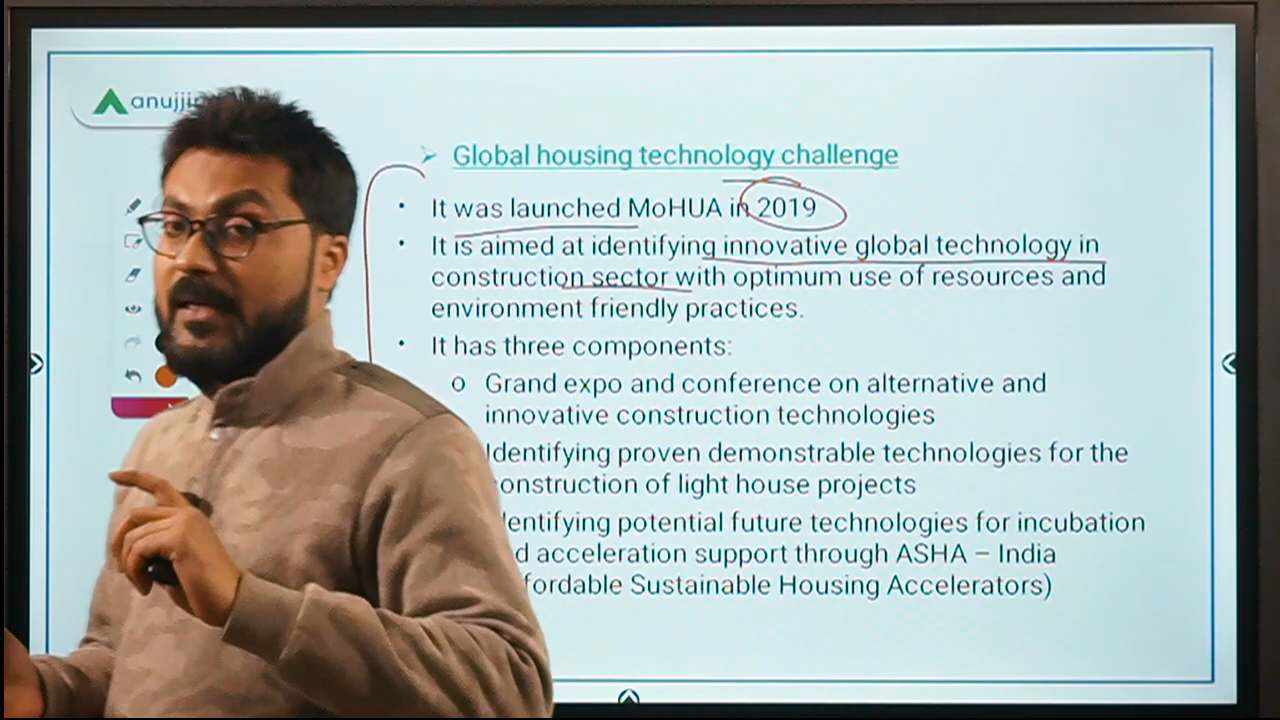 anujji
Global housing technology challenge
It was launched MoHUA in 2019
It is aimed at identifying innovative global technology in
construction sector with optimum use of resources and
environment friendly practices.
It has three components:
o Grand expo and conference on alternative and
innovative construction technologies
Identifying proven demonstrable technologies for the
onstruction of light house projects
entifying potential future technologies for incubation
d acceleration support through ASHA – India
fordable Sustainable Housing Accelerators)